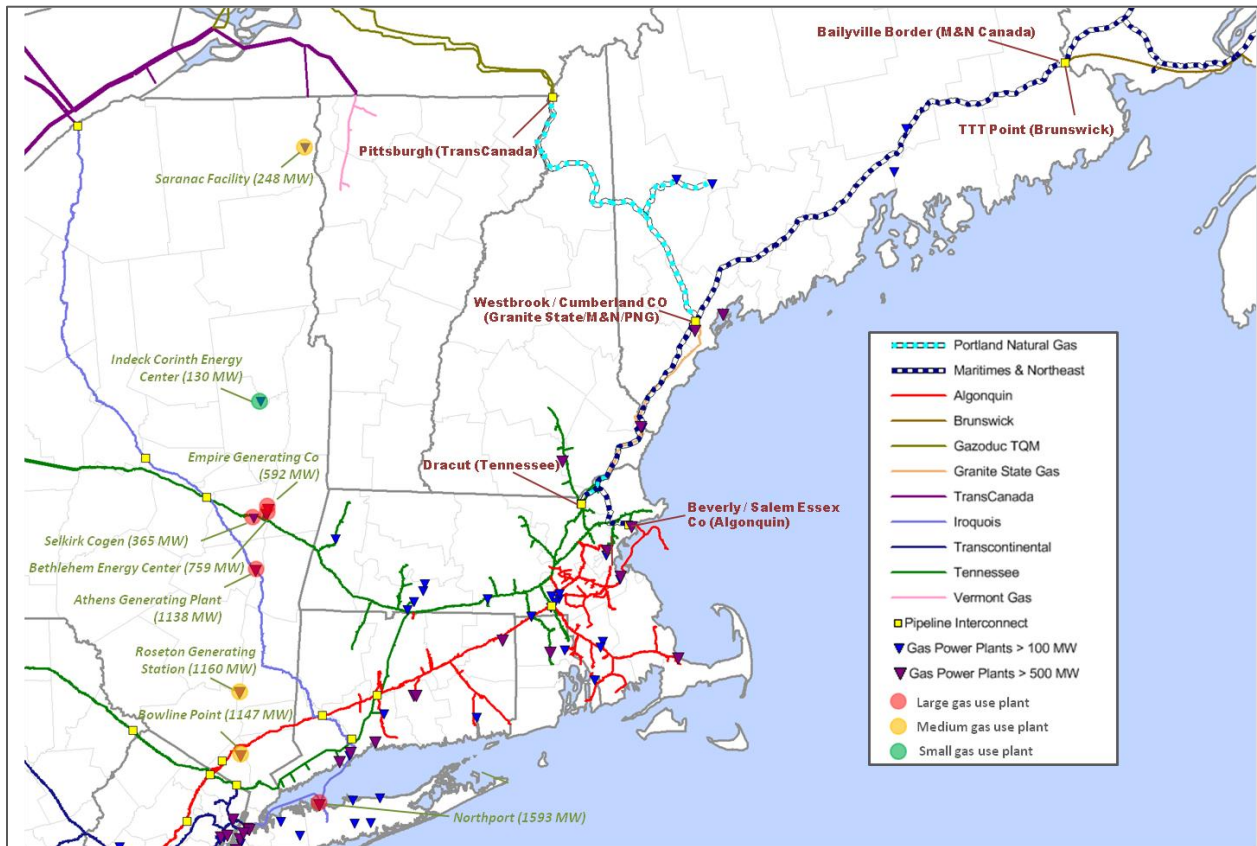 Bailyville Border (M&N Canada)
TTT Point (Brunswick)
Pittsburgh (TransCanada)
Saranac Facility (248 MW)
Westbrook / Cumberland CO
(Granite State/M&N/PNG)
Indeck Corinth Energy
Center (130 MW)
Empire Generating Co
(592 MW)
Dracut (Tennessee)
Beverly / Salem Essex
Co (Algonquin)
Selkirk Cogen (365 MW)
Bethlehem Energy Center (759 MW)
Athens Generating Plant
(1138 MW)
Roseton Generating
Station (1160 MW)
Bowline Point (1147 MW)
Northport (1593 MW)
Portland Natural Gas
Maritimes & Northeast
Algonquin
Brunswick
Gazoduc TQM
Granite State Gas
TransCanada
Iroquois
Transcontinental
Tennessee
Vermont Gas
Pipeline Interconnect
Gas Power Plants > 100 MW
Gas Power Plants > 500 MW
Large gas use plant
Medium gas use plant
Small gas use plant